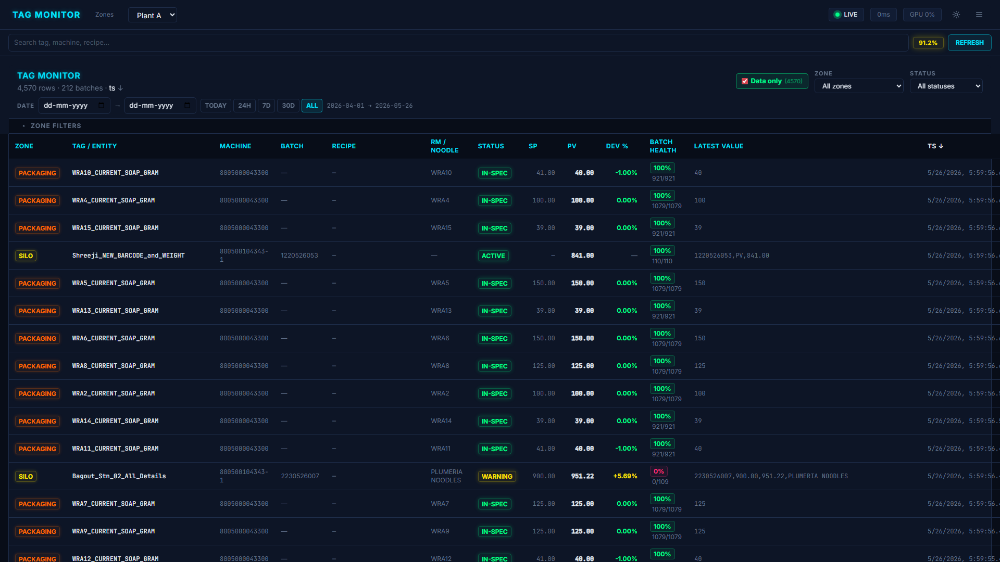 TAG MONITOR Zones Plant A LIVE 0ms GPU 0%
Search tag, machine, recipe... 91.2% REFRESH
TAG MONITOR
4,570 rows · 212 batches · ts ↓
Data only (4570)
ZONE
All zones
STATUS
All statuses
DATE dd-mm-yyyy → dd-mm-yyyy TODAY 24H 7D 30D ALL 2026-04-01 → 2026-05-26
▸ ZONE FILTERS
ZONE TAG / ENTITY MACHINE BATCH RECIPE RM / NOODLE STATUS SP PV DEV % BATCH HEALTH LATEST VALUE TS ↓
PACKAGING WRA10_CURRENT_SOAP_GRAM 8005000043300 — — WRA10 IN-SPEC 41.00 40.00 -1.00% 100% 921/921 40 5/26/2026, 5:59:56.
PACKAGING WRA4_CURRENT_SOAP_GRAM 8005000043300 — — WRA4 IN-SPEC 100.00 100.00 0.00% 100% 1079/1079 100 5/26/2026, 5:59:56.
PACKAGING WRA15_CURRENT_SOAP_GRAM 8005000043300 — — WRA15 IN-SPEC 39.00 39.00 0.00% 100% 921/921 39 5/26/2026, 5:59:56.
SILO Shreeji_NEW_BARCODE_and_WEIGHT 800500104343-1 1220526053 — — ACTIVE — 841.00 — 100% 110/110 1220526053,PV,841.00 5/26/2026, 5:59:56.
PACKAGING WRA5_CURRENT_SOAP_GRAM 8005000043300 — — WRA5 IN-SPEC 150.00 150.00 0.00% 100% 1079/1079 150 5/26/2026, 5:59:56.
PACKAGING WRA13_CURRENT_SOAP_GRAM 8005000043300 — — WRA13 IN-SPEC 39.00 39.00 0.00% 100% 921/921 39 5/26/2026, 5:59:56.
PACKAGING WRA6_CURRENT_SOAP_GRAM 8005000043300 — — WRA6 IN-SPEC 150.00 150.00 0.00% 100% 1079/1079 150 5/26/2026, 5:59:56.
PACKAGING WRA8_CURRENT_SOAP_GRAM 8005000043300 — — WRA8 IN-SPEC 125.00 125.00 0.00% 100% 1079/1079 125 5/26/2026, 5:59:56.
PACKAGING WRA2_CURRENT_SOAP_GRAM 8005000043300 — — WRA2 IN-SPEC 100.00 100.00 0.00% 100% 1079/1079 100 5/26/2026, 5:59:56.
PACKAGING WRA14_CURRENT_SOAP_GRAM 8005000043300 — — WRA14 IN-SPEC 39.00 39.00 0.00% 100% 921/921 39 5/26/2026, 5:59:56.
PACKAGING WRA11_CURRENT_SOAP_GRAM 8005000043300 — — WRA11 IN-SPEC 41.00 40.00 -1.00% 100% 921/921 40 5/26/2026, 5:59:56.
SILO Bagout_Stn_02_All_Details 800500104343-1 2230526007 — PLUMERIA NOODLES WARNING 900.00 951.22 +5.69% 0% 0/109 2230526007,900.00,951.22,PLUMERIA NOODLES 5/26/2026, 5:59:56.
PACKAGING WRA7_CURRENT_SOAP_GRAM 8005000043300 — — WRA7 IN-SPEC 125.00 125.00 0.00% 100% 1079/1079 125 5/26/2026, 5:59:56.
PACKAGING WRA9_CURRENT_SOAP_GRAM 8005000043300 — — WRA9 IN-SPEC 125.00 125.00 0.00% 100% 1079/1079 125 5/26/2026, 5:59:56.
PACKAGING WRA12_CURRENT_SOAP_GRAM 8005000043300 — — WRA12 IN-SPEC 41.00 40.00 -1.00% 100% 40 5/26/2026, 5:59:55.